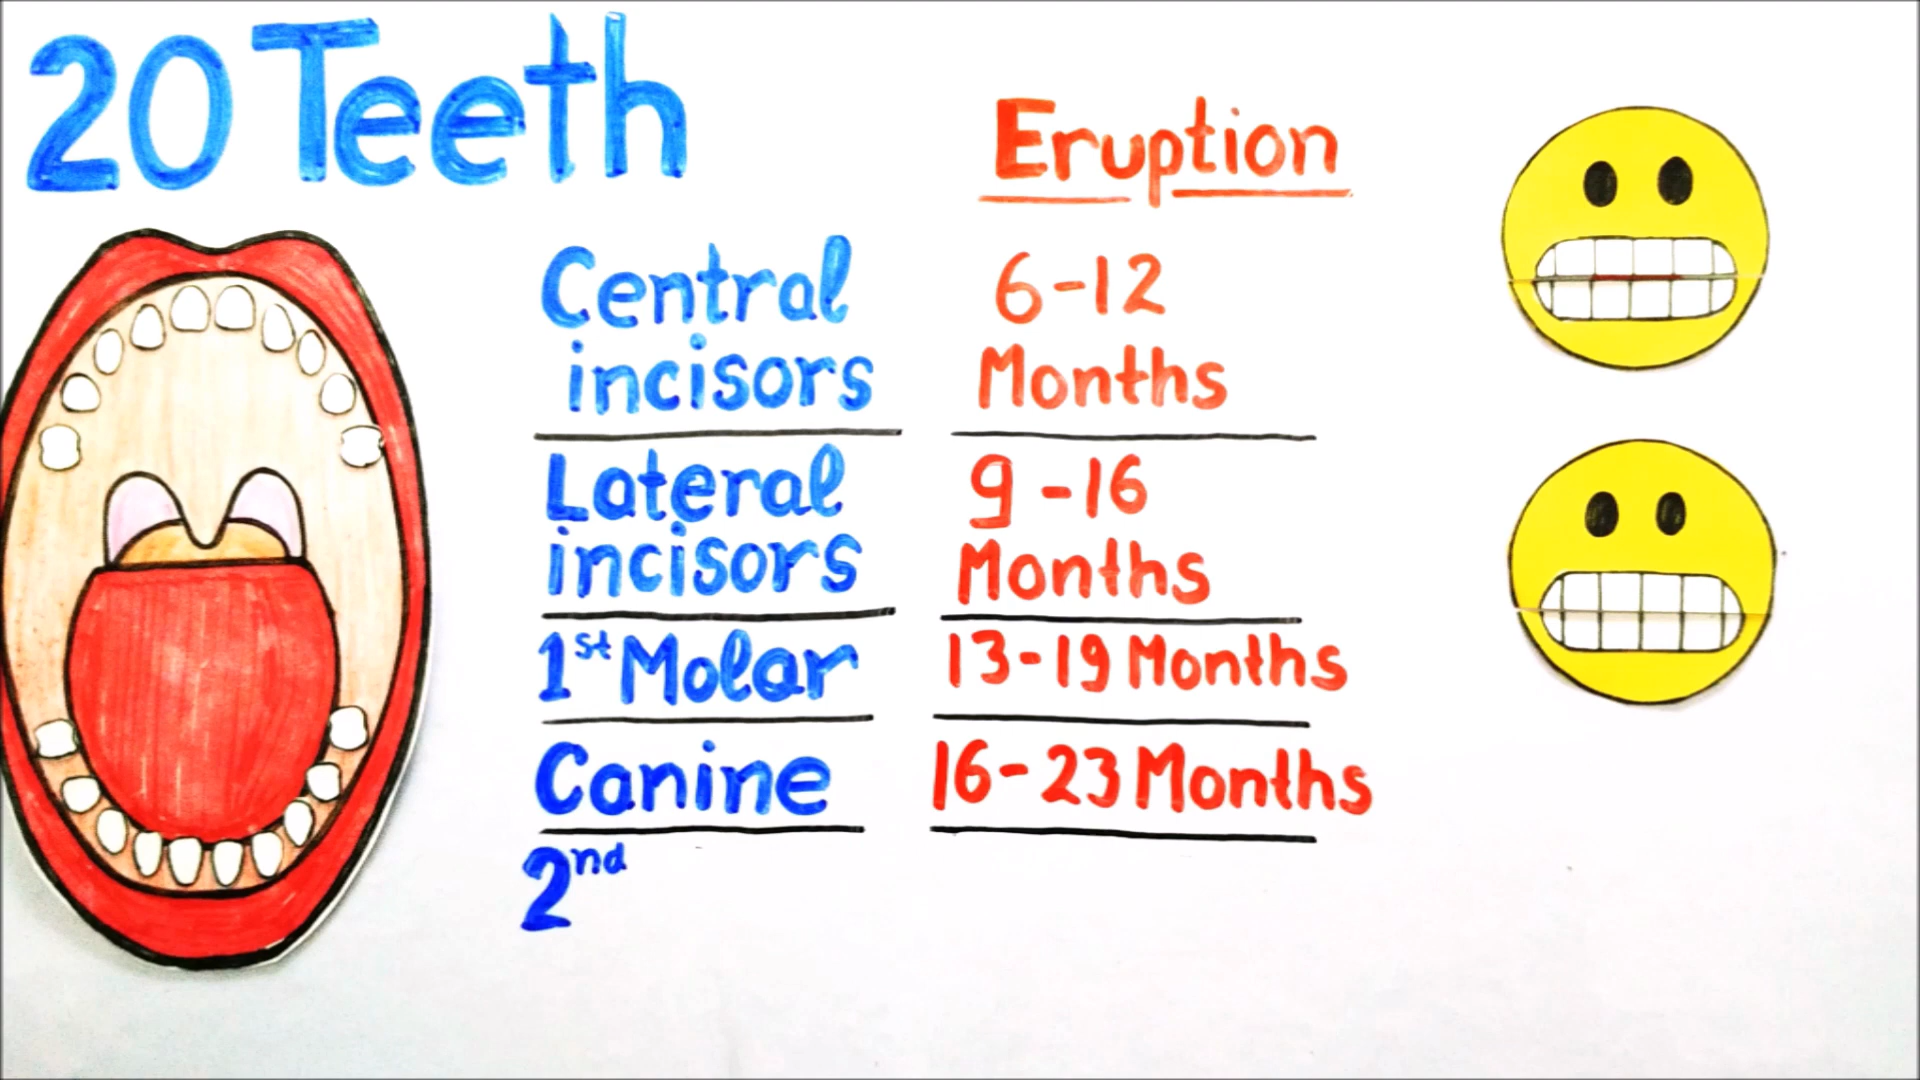 20 Teeth
Eruption
Central
incisors
6-12
Months
Lateral
incisors
9-16
Months
1st Molar
13-19 Months
Canine
16-23 Months
2nd